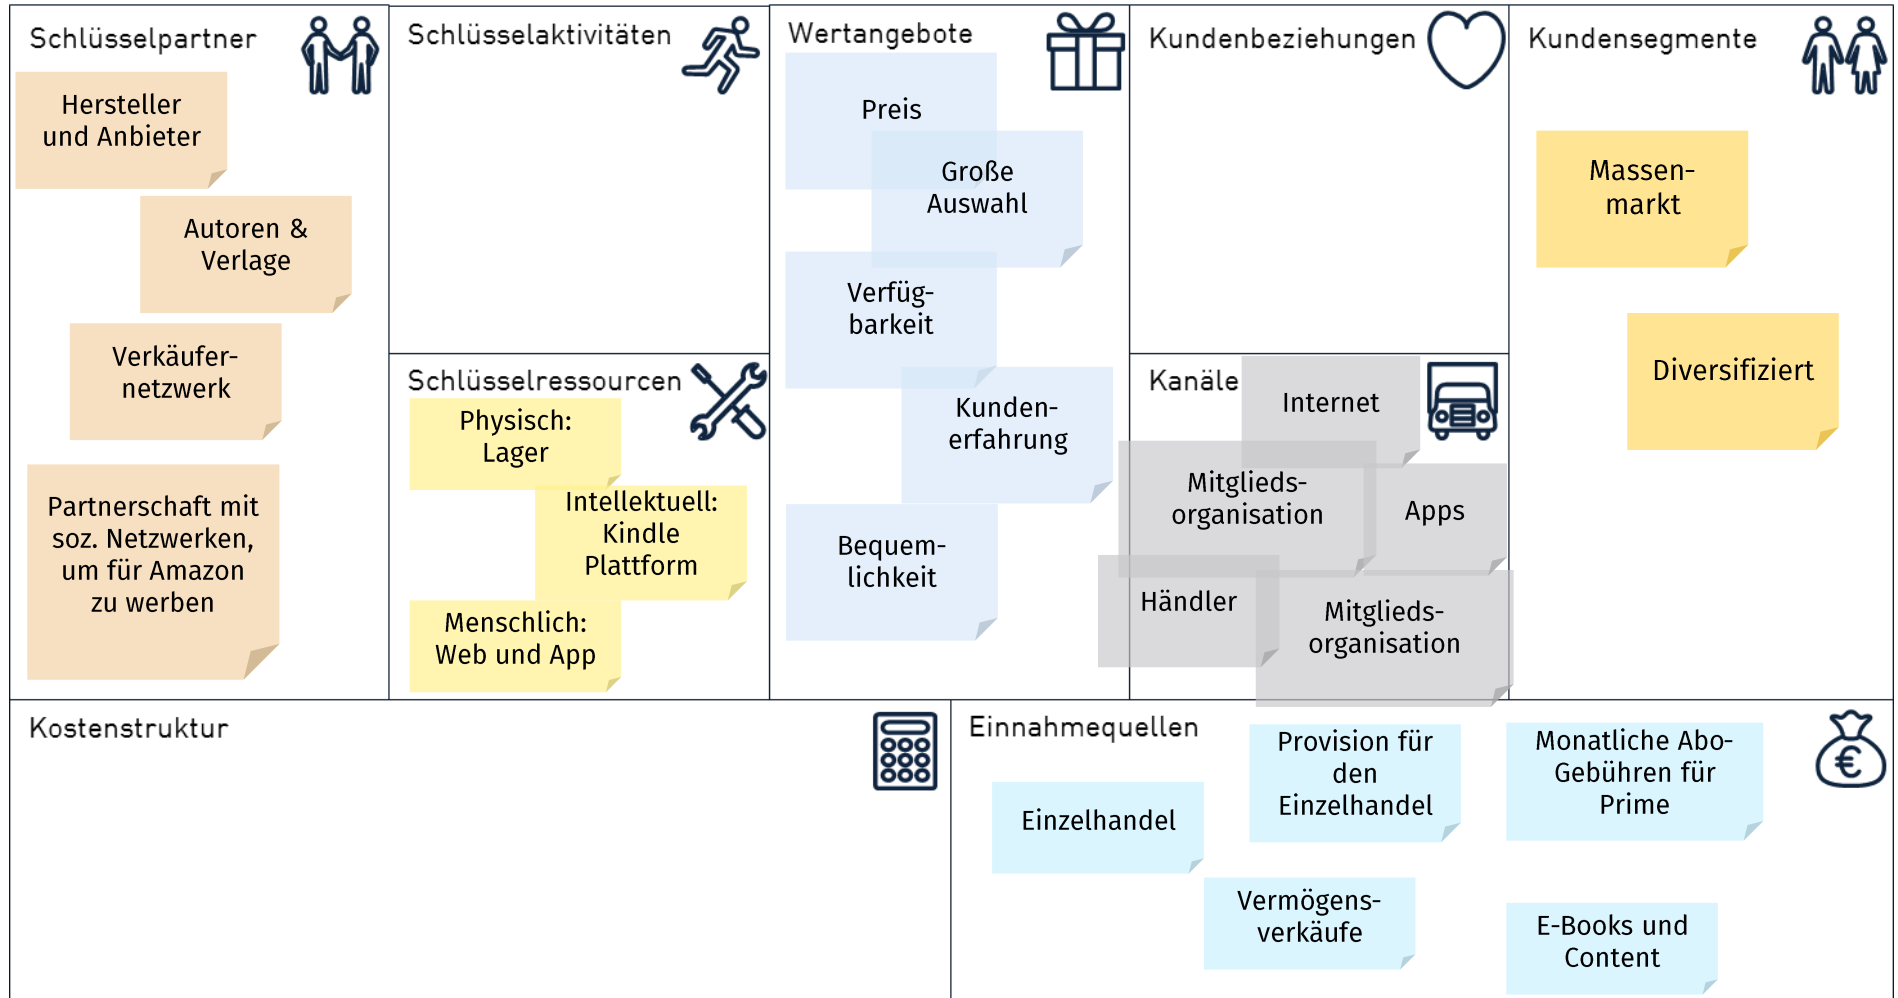 Schlüsselpartner
Hersteller
und Anbieter
Autoren &
Verlage
Verkäufer-
netzwerk
Partnerschaft mit
soz. Netzwerken,
um für Amazon
zu werben
Schlüsselaktivitäten
Schlüsselressourcen
Physisch:
Lager
Intellektuell:
Kindle
Plattform
Menschlich:
Web und App
Wertangebote
Preis
Große
Auswahl
Verfüg-
barkeit
Kunden-
erfahrung
Bequem-
lichkeit
Kundenbeziehungen
Kanäle
Internet
Mitglieds-
organisation
Apps
Händler
Mitglieds-
organisation
Kundensegmente
Massen-
markt
Diversifiziert
Kostenstruktur
Einnahmequellen
Einzelhandel
Provision für
den
Einzelhandel
Monatliche Abo-
Gebühren für
Prime
Vermögens-
verkäufe
E-Books und
Content
€